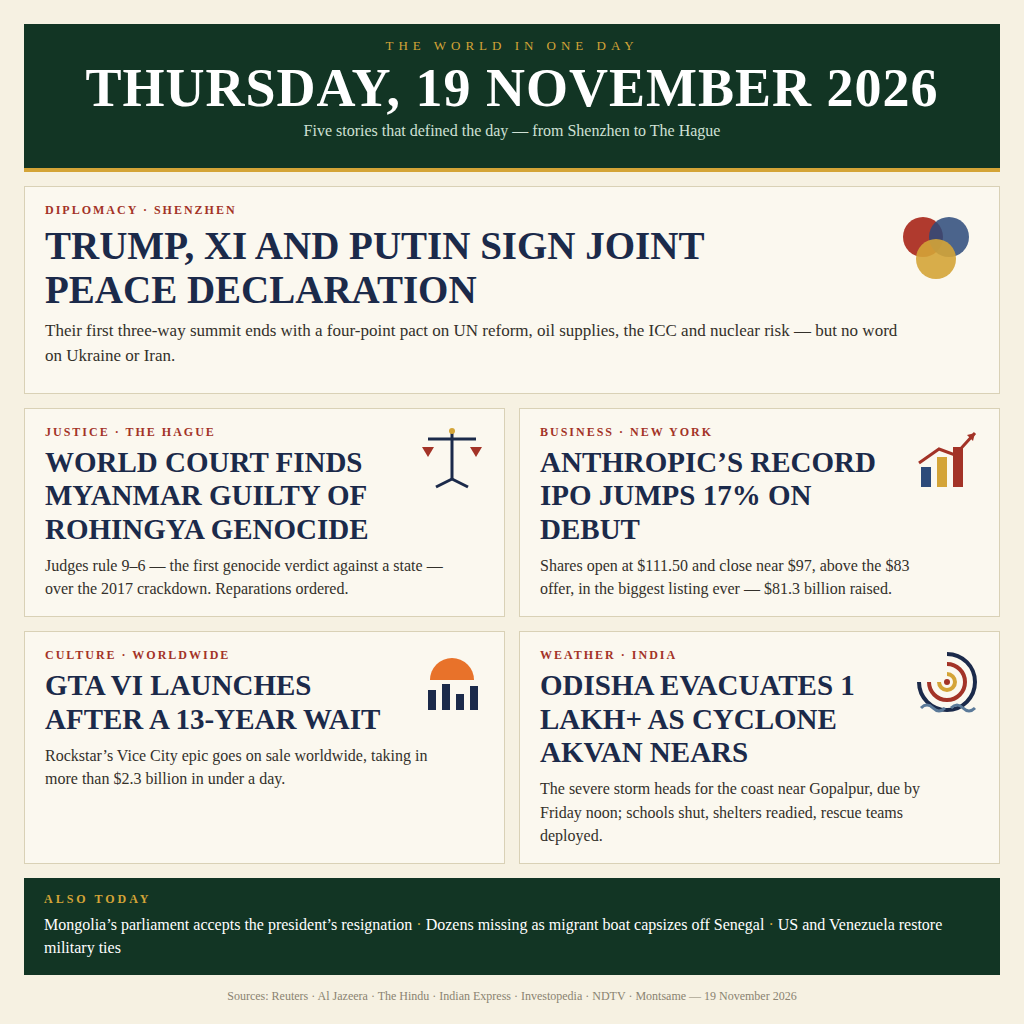 THE WORLD IN ONE DAY
THURSDAY, 19 NOVEMBER 2026
Five stories that defined the day — from Shenzhen to The Hague
DIPLOMACY · SHENZHEN
TRUMP, XI AND PUTIN SIGN JOINT
PEACE DECLARATION
Their first three-way summit ends with a four-point pact on UN reform, oil supplies, the ICC and nuclear risk — but no word
on Ukraine or Iran.
JUSTICE · THE HAGUE
WORLD COURT FINDS
MYANMAR GUILTY OF
ROHINGYA GENOCIDE
Judges rule 9–6 — the first genocide verdict against a state —
over the 2017 crackdown. Reparations ordered.
BUSINESS · NEW YORK
ANTHROPIC’S RECORD
IPO JUMPS 17% ON
DEBUT
Shares open at $111.50 and close near $97, above the $83
offer, in the biggest listing ever — $81.3 billion raised.
CULTURE · WORLDWIDE
GTA VI LAUNCHES
AFTER A 13-YEAR WAIT
Rockstar’s Vice City epic goes on sale worldwide, taking in
more than $2.3 billion in under a day.
WEATHER · INDIA
ODISHA EVACUATES 1
LAKH+ AS CYCLONE
AKVAN NEARS
The severe storm heads for the coast near Gopalpur, due by
Friday noon; schools shut, shelters readied, rescue teams
deployed.
ALSO TODAY
Mongolia’s parliament accepts the president’s resignation · Dozens missing as migrant boat capsizes off Senegal · US and Venezuela restore
military ties
Sources: Reuters · Al Jazeera · The Hindu · Indian Express · Investopedia · NDTV · Montsame — 19 November 2026